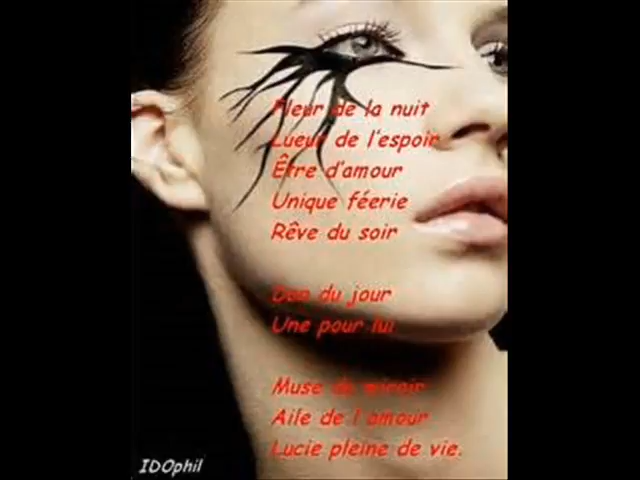 Fleur de la nuit
Lueur de l'espoir
Être d'amour
Unique féerie
Rêve du soir
Don du jour
Une pour lui
Muse du miroir
Aile de l'amour
Lucie pleine de vie.
IDOphil